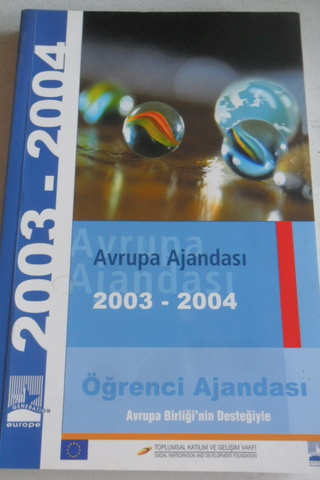 2003 - 2004
Avrupa
Ajandası
Avrupa Ajandası
2003 - 2004
Öğrenci Ajandası
Avrupa Birliği'nin Desteğiyle
GENERATION
europe
TOPLUMSAL KATILIM VE GELİŞİM VAKFI
SOCIAL PARTICIPATION AND DEVELOPMENT FOUNDATION